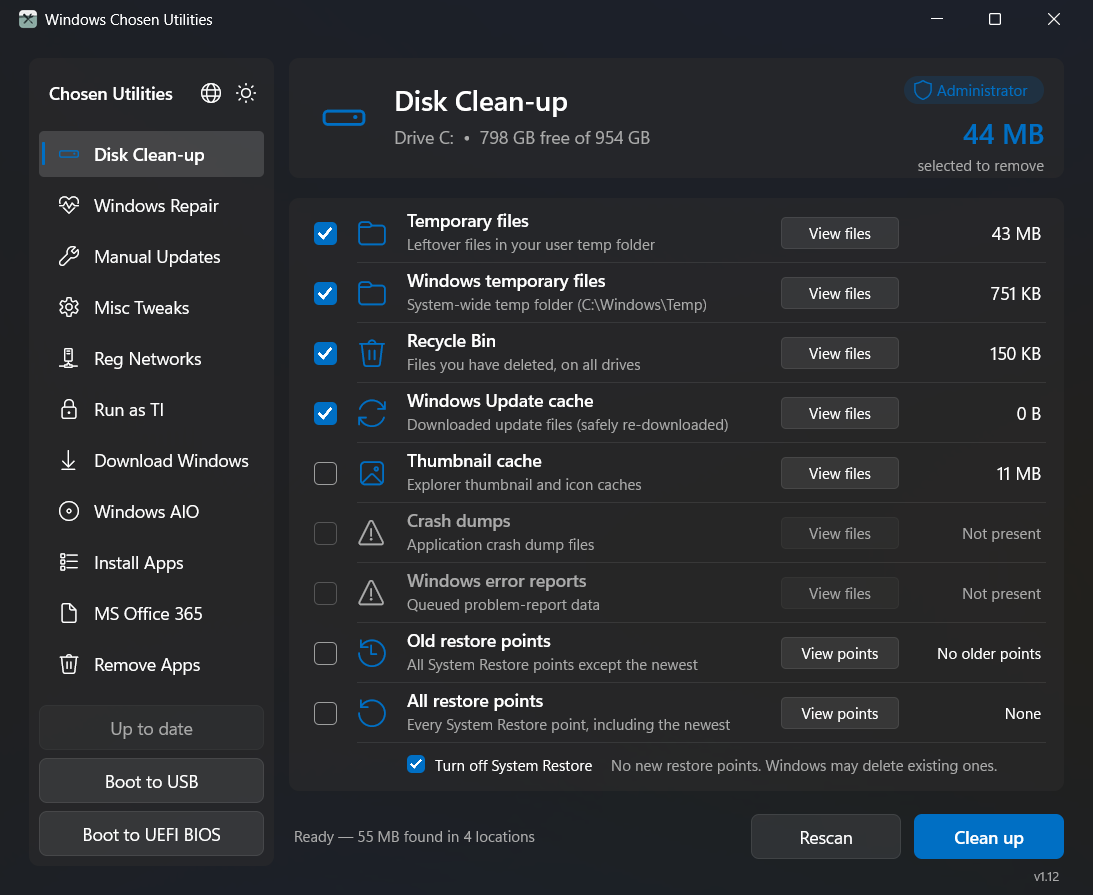 Windows Chosen Utilities
Chosen Utilities
Disk Clean-up
Windows Repair
Manual Updates
Misc Tweaks
Reg Networks
Run as TI
Download Windows
Windows AIO
Install Apps
MS Office 365
Remove Apps
Up to date
Boot to USB
Boot to UEFI BIOS
Disk Clean-up
Drive C: • 798 GB free of 954 GB
Administrator
44 MB
selected to remove
Temporary files
Leftover files in your user temp folder
View files
43 MB
Windows temporary files
System-wide temp folder (C:\Windows\Temp)
View files
751 KB
Recycle Bin
Files you have deleted, on all drives
View files
150 KB
Windows Update cache
Downloaded update files (safely re-downloaded)
View files
0 B
Thumbnail cache
Explorer thumbnail and icon caches
View files
11 MB
Crash dumps
Application crash dump files
View files
Not present
Windows error reports
Queued problem-report data
View files
Not present
Old restore points
All System Restore points except the newest
View points
No older points
All restore points
Every System Restore point, including the newest
View points
None
Turn off System Restore No new restore points. Windows may delete existing ones.
Ready — 55 MB found in 4 locations
Rescan
Clean up
v1.12